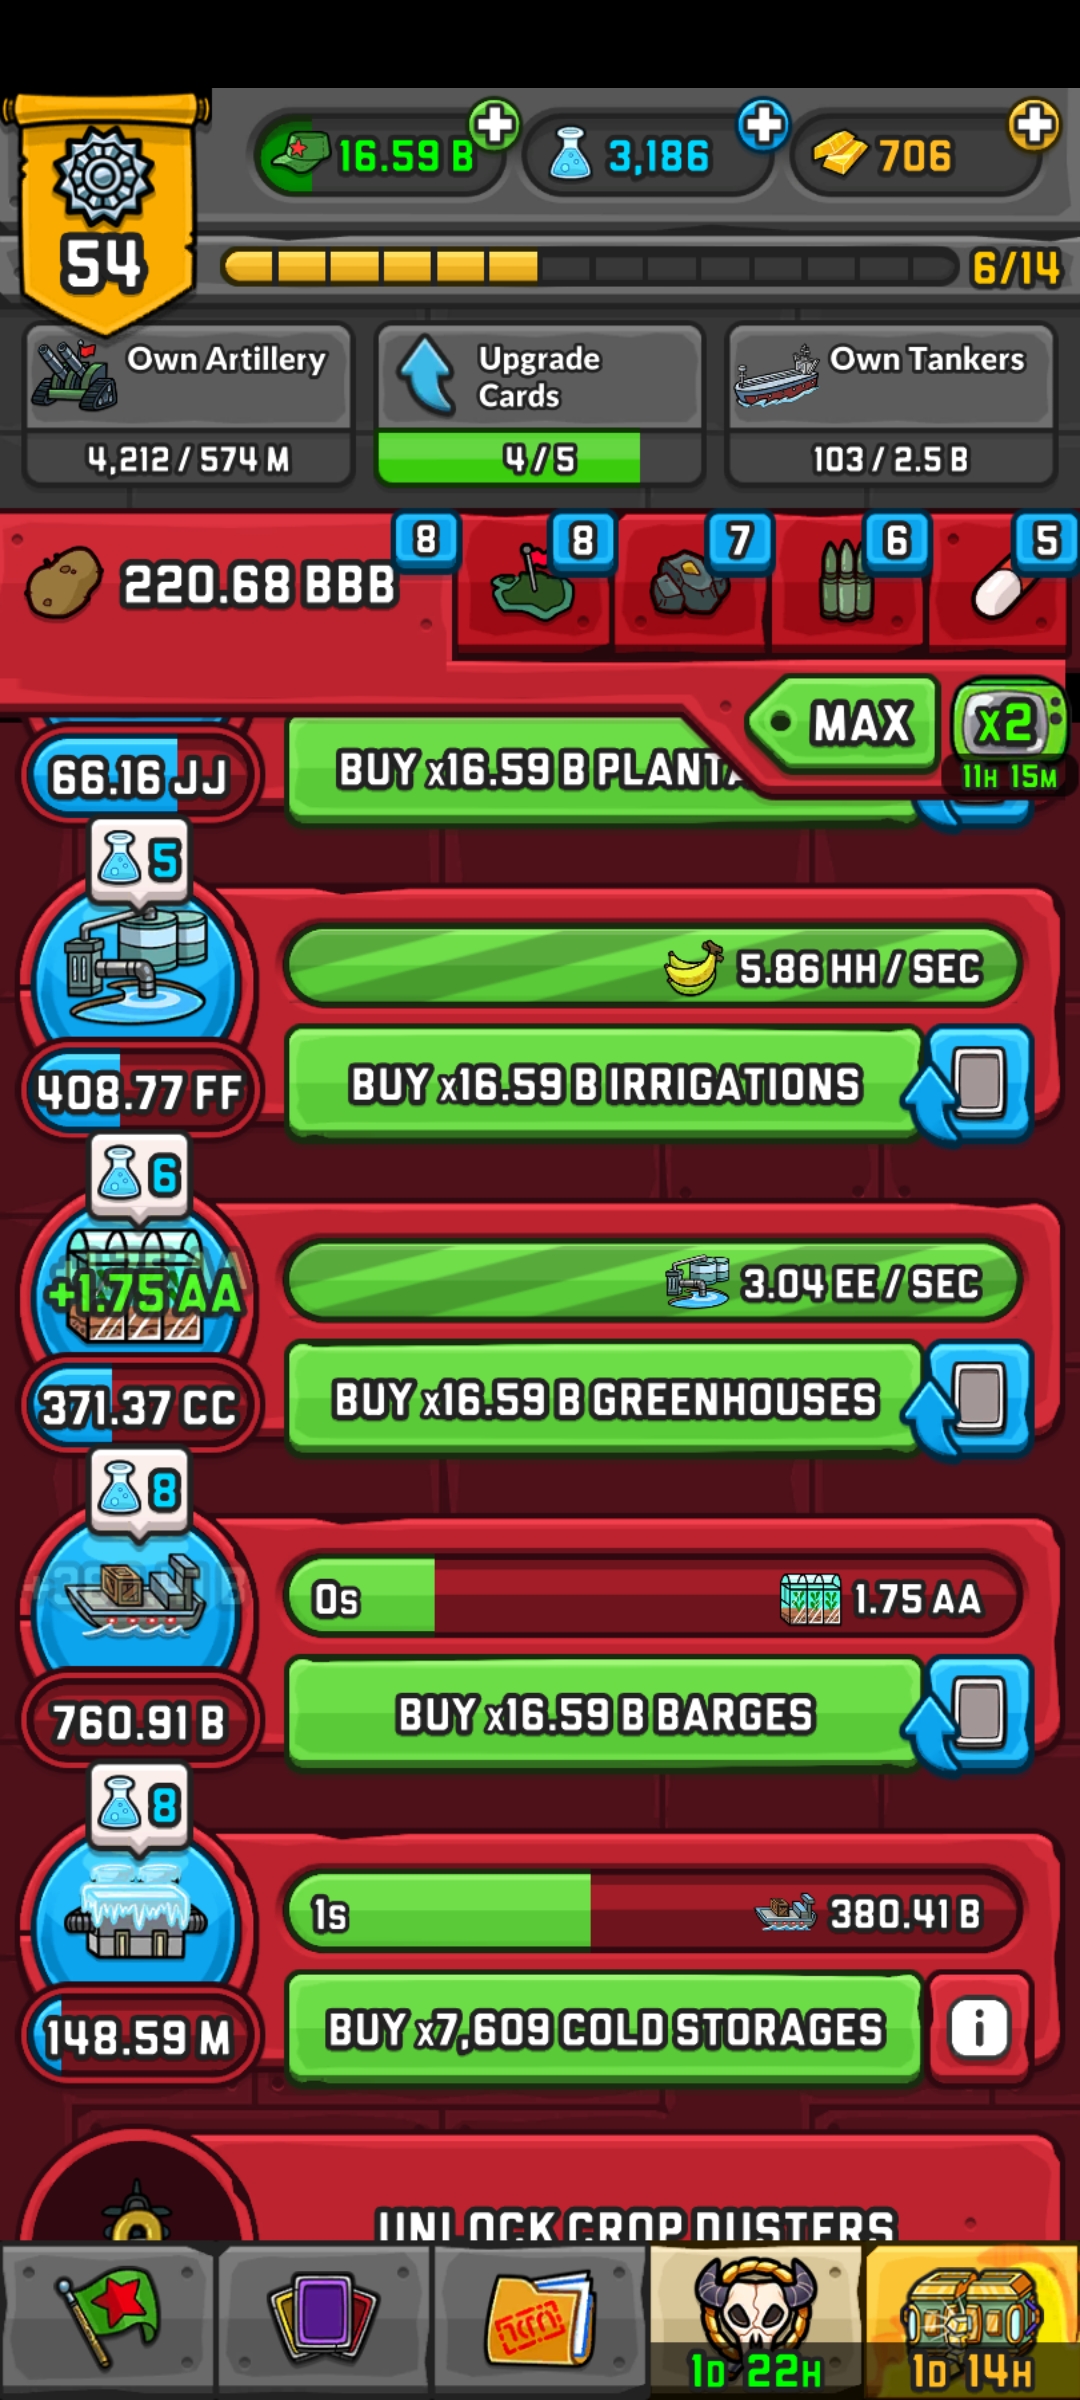 16.59 B
3,186
706
54
6/14
Own Artillery
4,212 / 574 M
Upgrade
Cards
4 / 5
Own Tankers
103 / 2.5 B
220.68 BBB
8
8
7
6
5
MAX
x2
11H 15M
66.16 JJ
BUY x16.59 B PLANTA
5
5.86 HH / SEC
408.77 FF
BUY x16.59 B IRRIGATIONS
6
+1.75 AA
3.04 EE / SEC
371.37 CC
BUY x16.59 B GREENHOUSES
8
0s
1.75 AA
760.91 B
BUY x16.59 B BARGES
8
1s
380.41 B
148.59 M
BUY x7,609 COLD STORAGES
i
UNLOCK CROP DUSTERS
1D 22H
1D 14H